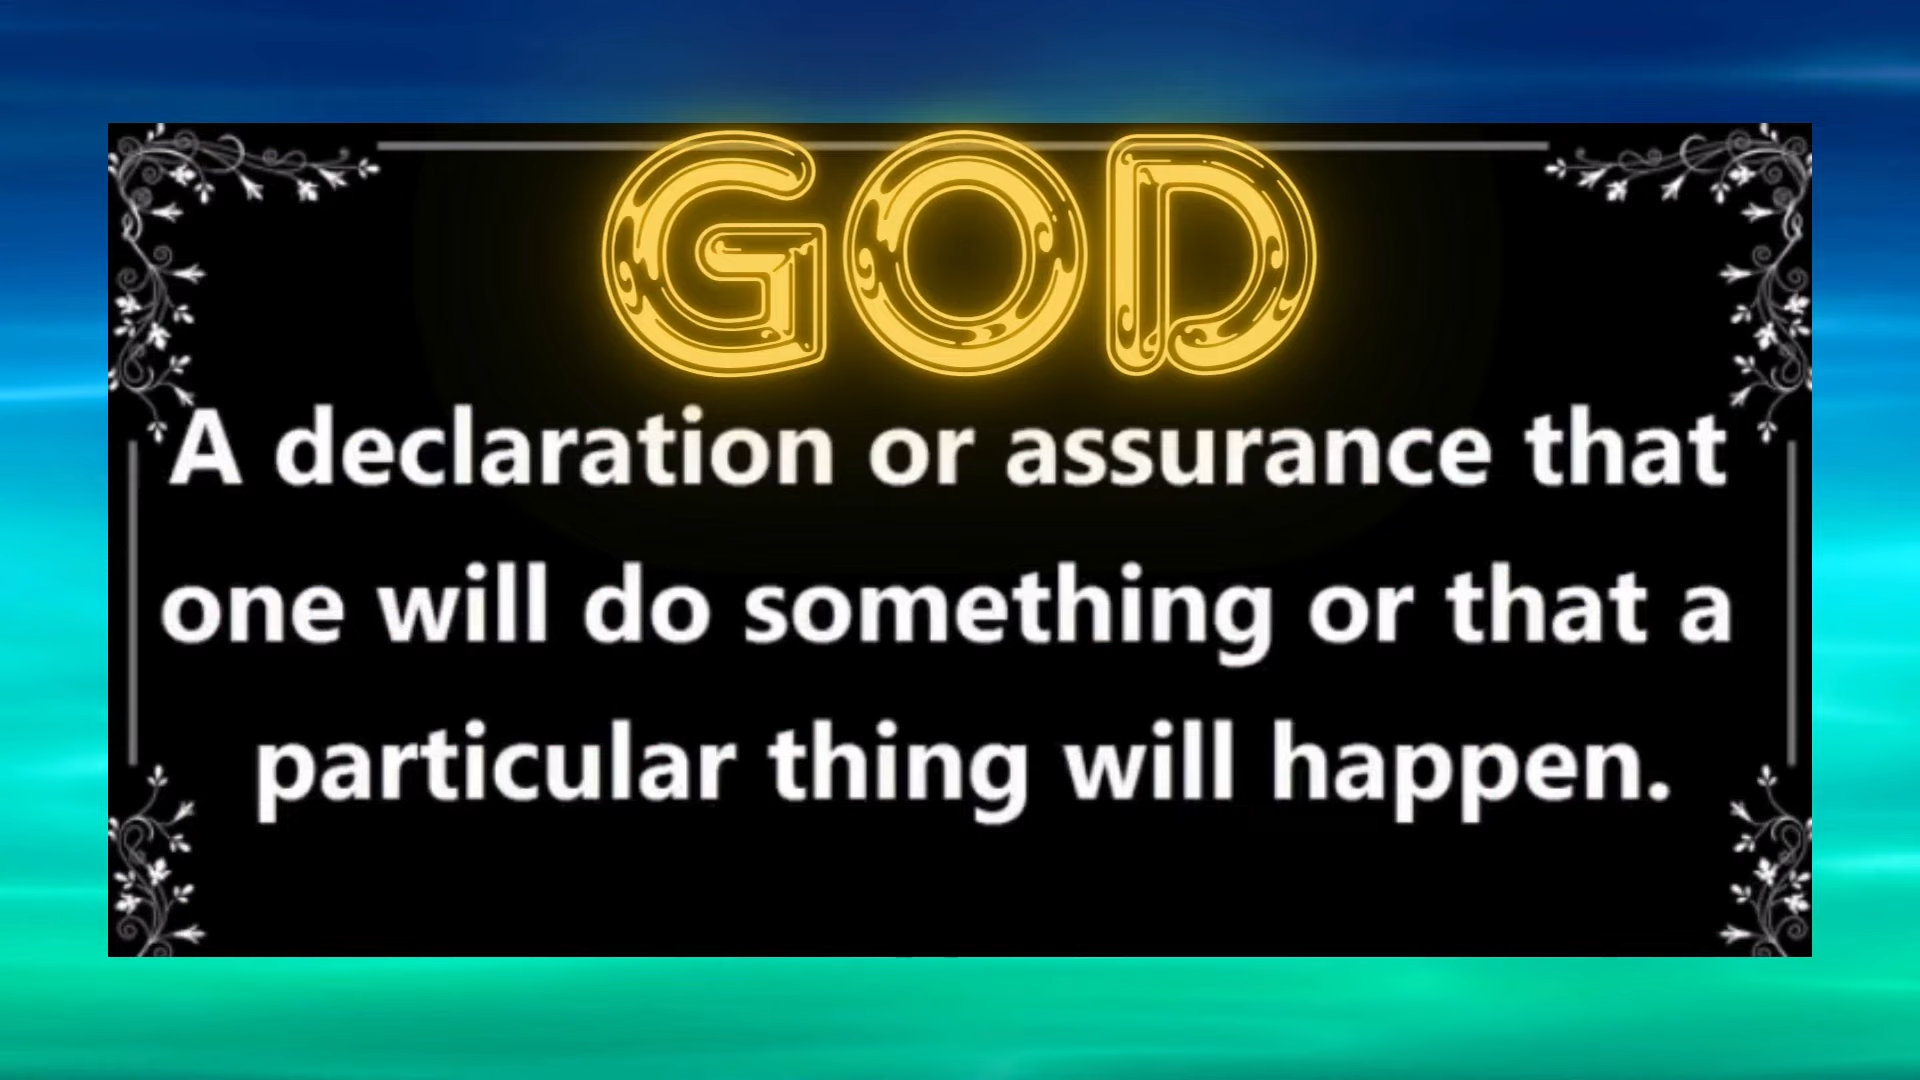 GOD
A declaration or assurance that
one will do something or that a
particular thing will happen.